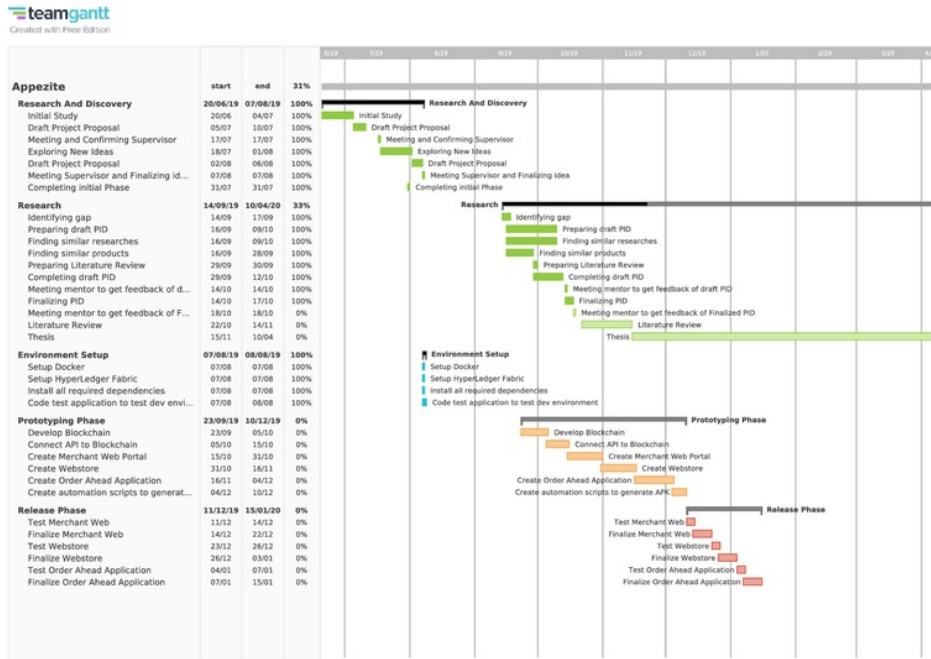 teamgantt
Created with Free Edition
6/19 7/19 8/19 9/19 10/19 11/19 12/19 1/20 2/20 3/20
Appezite start end 31%
Research And Discovery 20/06/19 07/08/19 100% Research And Discovery
Initial Study 20/06 04/07 100% Initial Study
Draft Project Proposal 05/07 10/07 100% Draft Project Proposal
Meeting and Confirming Supervisor 17/07 17/07 100% Meeting and Confirming Supervisor
Exploring New Ideas 18/07 01/08 100% Exploring New Ideas
Draft Project Proposal 02/08 06/08 100% Draft Project Proposal
Meeting Supervisor and Finalizing id... 07/08 07/08 100% Meeting Supervisor and Finalizing idea
Completing initial Phase 31/07 31/07 100% Completing initial Phase
Research 14/09/19 10/04/20 33% Research
Identifying gap 14/09 17/09 100% Identifying gap
Preparing draft PID 16/09 09/10 100% Preparing draft PID
Finding similar researches 16/09 09/10 100% Finding similar researches
Finding similar products 16/09 28/09 100% Finding similar products
Preparing Literature Review 29/09 30/09 100% Preparing Literature Review
Completing draft PID 29/09 12/10 100% Completing draft PID
Meeting mentor to get feedback of d... 14/10 14/10 100% Meeting mentor to get feedback of draft PID
Finalizing PID 14/10 17/10 100% Finalizing PID
Meeting mentor to get feedback of F... 18/10 18/10 0% Meeting mentor to get feedback of Finalized PID
Literature Review 22/10 14/11 0% Literature Review
Thesis 15/11 10/04 0% Thesis
Environment Setup 07/08/19 08/08/19 100% Environment Setup
Setup Docker 07/08 07/08 100% Setup Docker
Setup HyperLedger Fabric 07/08 07/08 100% Setup HyperLedger Fabric
Install all required dependencies 07/08 07/08 100% Install all required dependencies
Code test application to test dev envi... 07/08 08/08 100% Code test application to test dev environment
Prototyping Phase 23/09/19 10/12/19 0% Prototyping Phase
Develop Blockchain 23/09 05/10 0% Develop Blockchain
Connect API to Blockchain 05/10 15/10 0% Connect API to Blockchain
Create Merchant Web Portal 15/10 31/10 0% Create Merchant Web Portal
Create Webstore 31/10 16/11 0% Create Webstore
Create Order Ahead Application 16/11 04/12 0% Create Order Ahead Application
Create automation scripts to generat... 04/12 10/12 0% Create automation scripts to generate APK
Release Phase 11/12/19 15/01/20 0% Release Phase
Test Merchant Web 11/12 14/12 0% Test Merchant Web
Finalize Merchant Web 14/12 22/12 0% Finalize Merchant Web
Test Webstore 23/12 26/12 0% Test Webstore
Finalize Webstore 26/12 03/01 0% Finalize Webstore
Test Order Ahead Application 04/01 07/01 0% Test Order Ahead Application
Finalize Order Ahead Application 07/01 15/01 0% Finalize Order Ahead Application